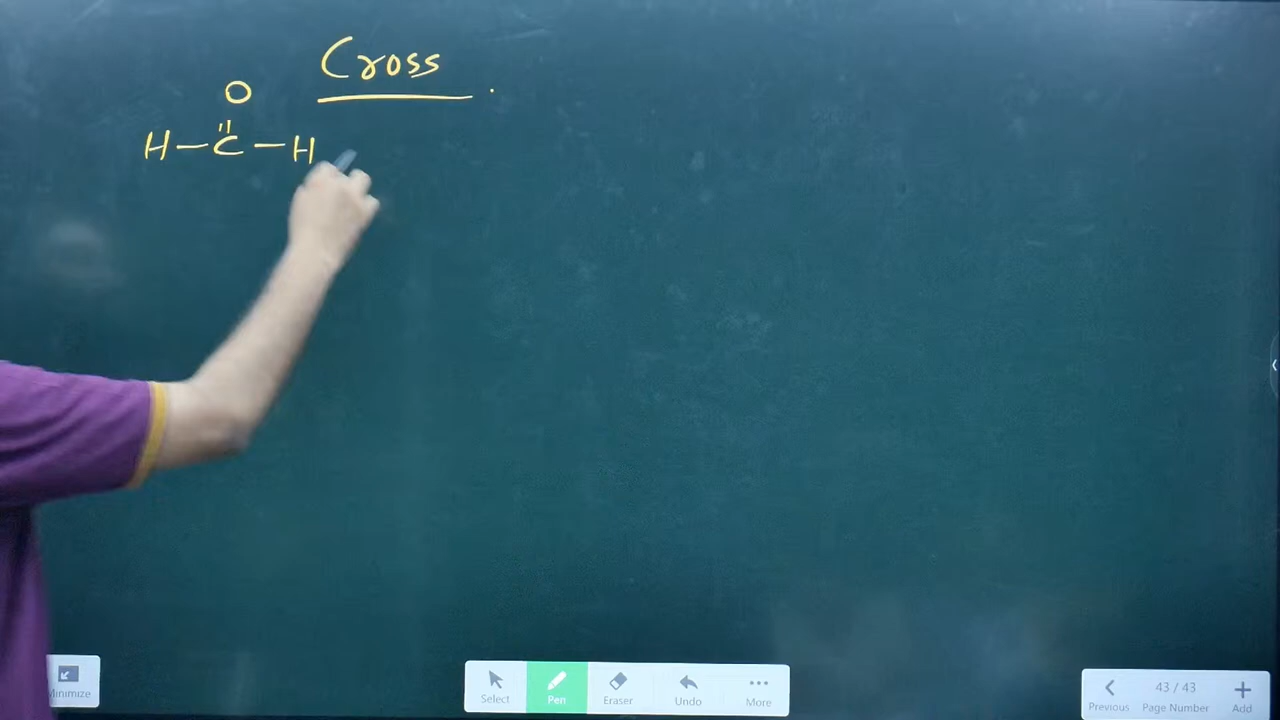 Cross
O
"
H-C-H
Minimize
Select
Pen
Eraser
Undo
More
Previous
43 / 43
Page Number
Add